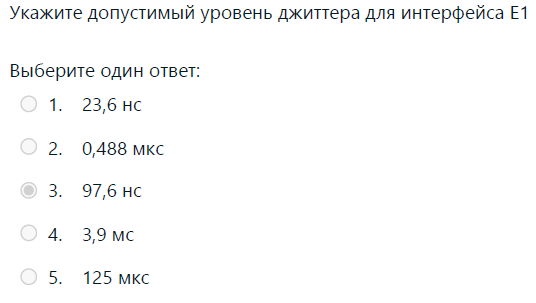 Укажите допустимый уровень джиттера для интерфейса E1
Выберите один ответ:
1. 23,6 нс
2. 0,488 мкс
3. 97,6 нс
4. 3,9 мс
5. 125 мкс